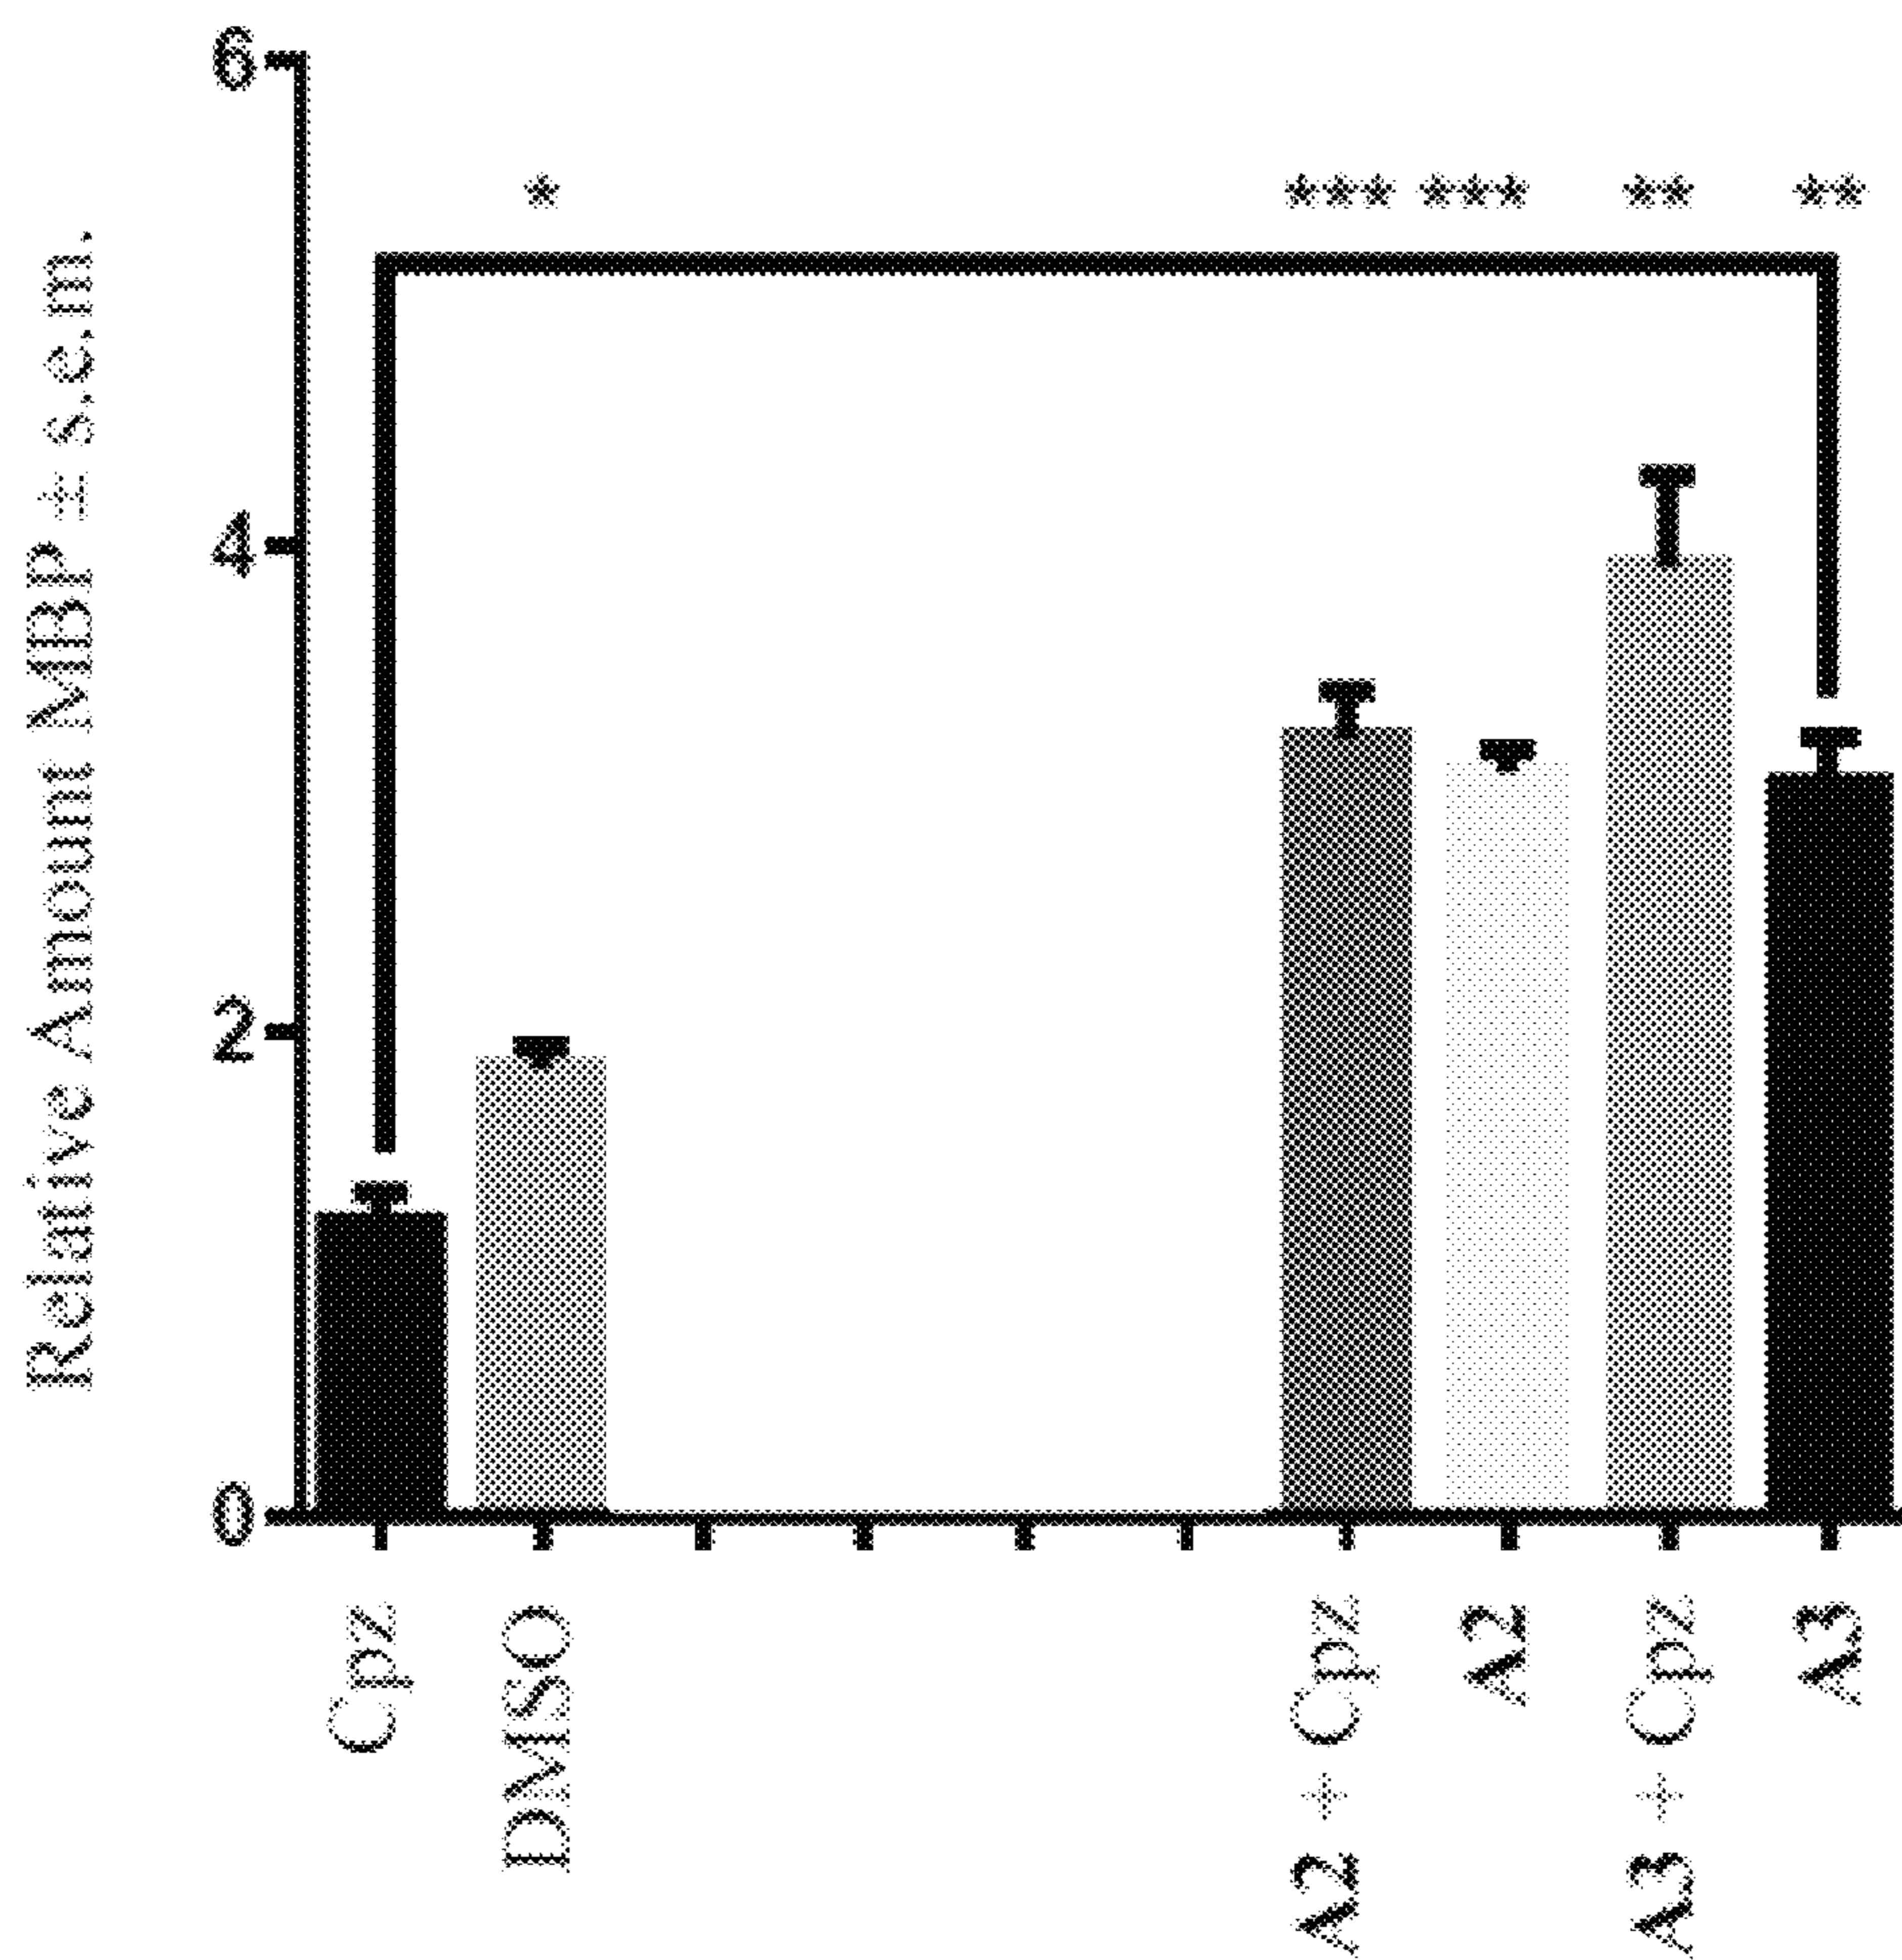 Relative Amount MBP ± s.e.m.
6
4
2
0
*
***
***
**
**
Cpz
DMSO
A2 + Cpz
A2
A3 + Cpz
A3